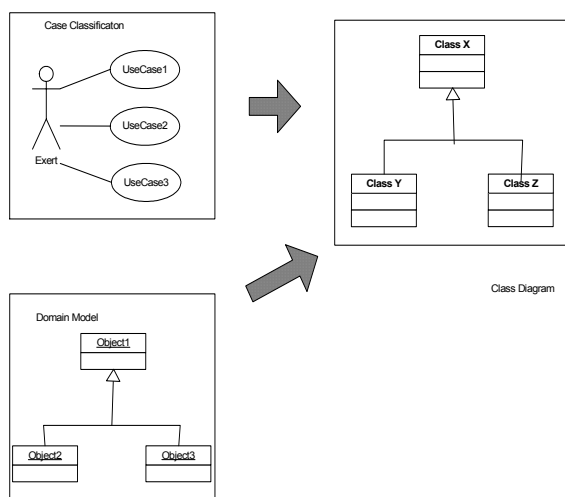 Case Classificaton
UseCase1
UseCase2
Exert
UseCase3
Class X
Class Y
Class Z
Class Diagram
Domain Model
Object1
Object2
Object3